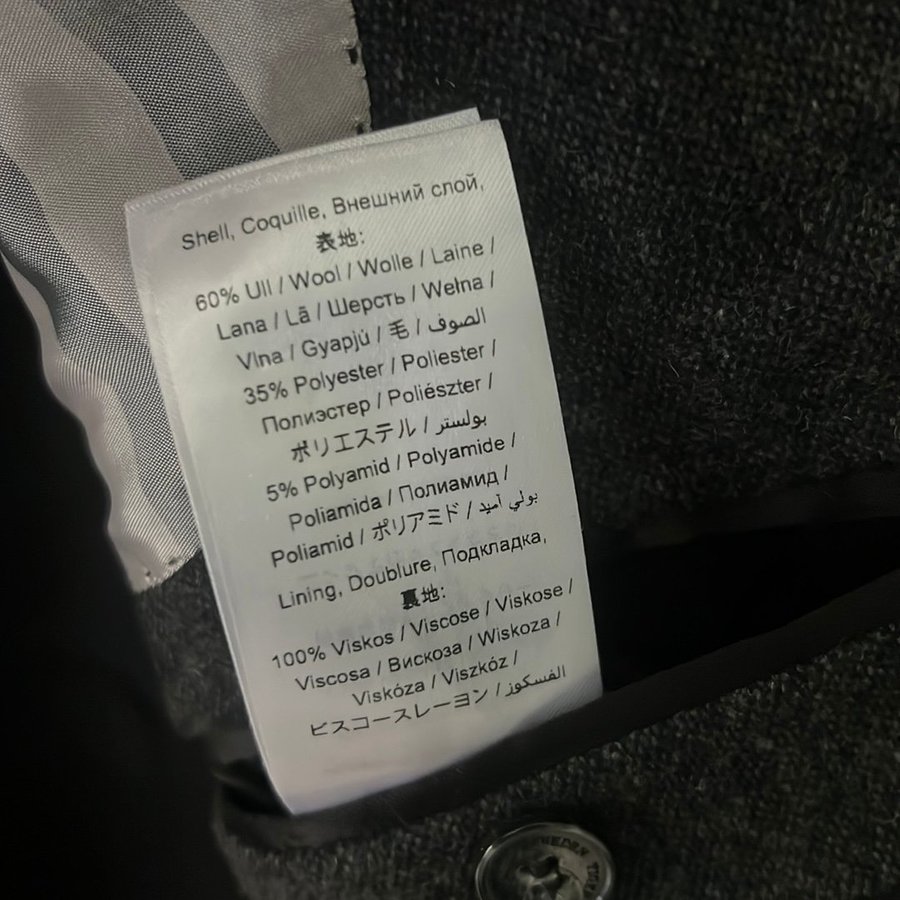 Shell, Coquille, Внешний слой,
表地:
60% Ull / Wool / Wolle / Laine /
Lana / Lã / Шерсть / Wełna /
Vlna / Gyapjú / 毛 / الصوف
35% Polyester / Poliester /
Полиэстер / Poliészter /
ポリエステル / بولستر
5% Polyamid / Polyamide /
Poliamida / Полиамид /
Poliamid / ポリアミド / بولي آميد
Lining, Doublure, Подкладка,
裏地:
100% Viskos / Viscose / Viskose /
Viscosa / Вискоза / Wiskoza /
Viskóza / Viszkóz /
ビスコースレーヨン / الفسكوز